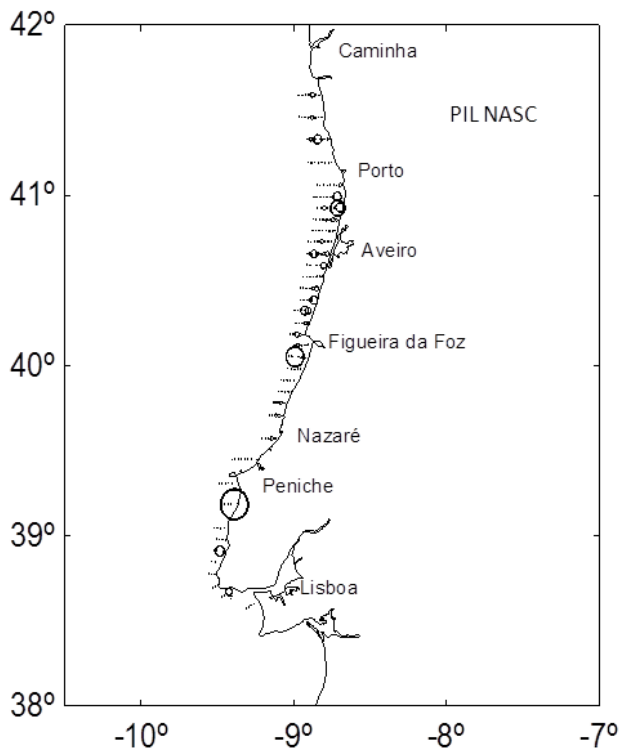 42º
Caminha
PIL NASC
Porto
41º
Aveiro
Figueira da Foz
40º
Nazaré
Peniche
39º
Lisboa
38º
-10º -9º -8º -7º